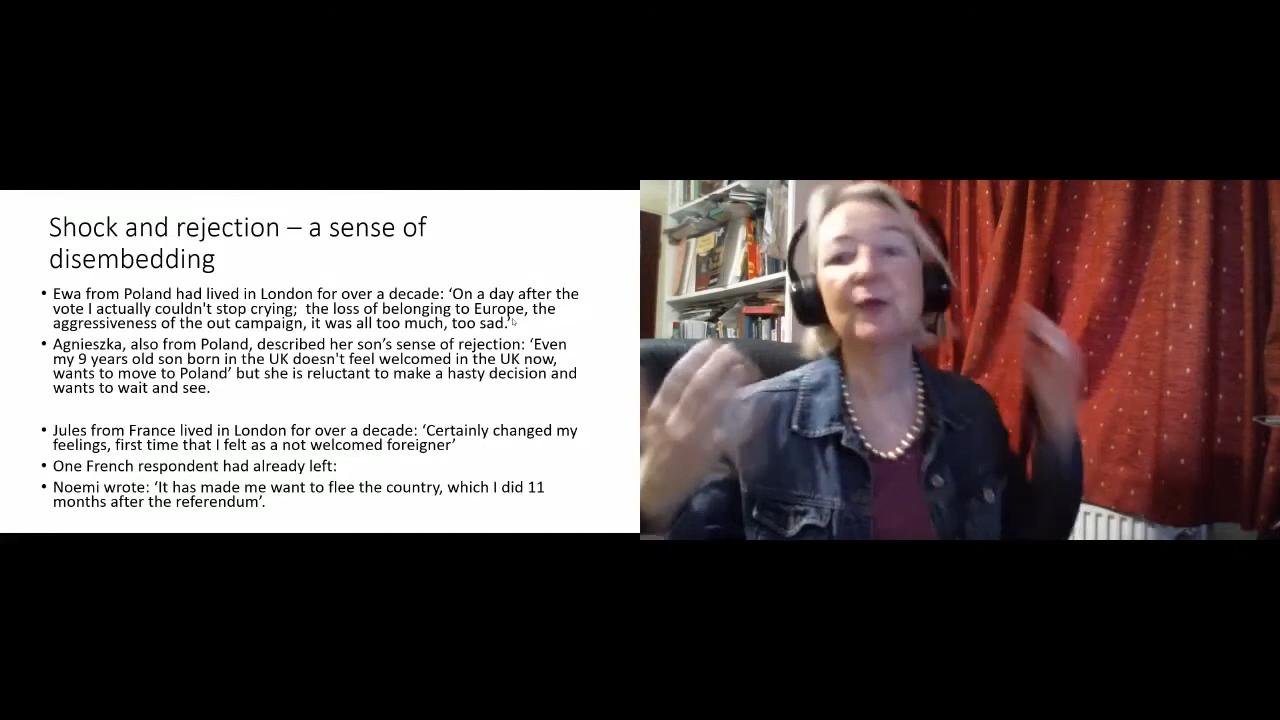 Shock and rejection – a sense of
disembedding
• Ewa from Poland had lived in London for over a decade: ‘On a day after the
vote I actually couldn't stop crying;  the loss of belonging to Europe, the
aggressiveness of the out campaign, it was all too much, too sad.’
• Agnieszka, also from Poland, described her son’s sense of rejection: ‘Even
my 9 years old son born in the UK doesn't feel welcomed in the UK now,
wants to move to Poland’ but she is reluctant to make a hasty decision and
wants to wait and see.
• Jules from France lived in London for over a decade: ‘Certainly changed my
feelings, first time that I felt as a not welcomed foreigner’
• One French respondent had already left:
• Noemi wrote: ‘It has made me want to flee the country, which I did 11
months after the referendum’.